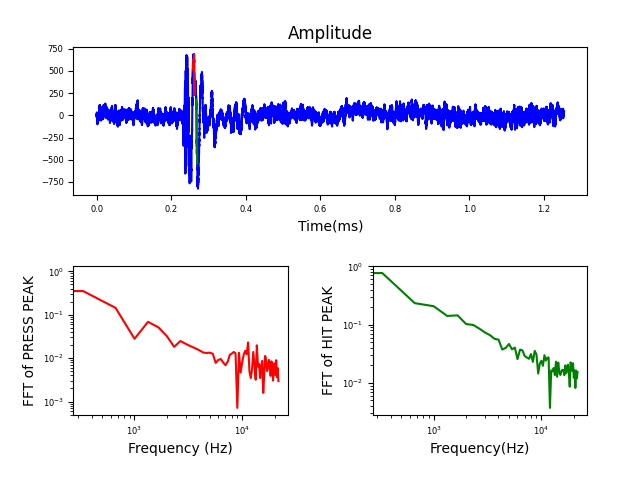 Amplitude
750
500
250
0
−250
−500
−750
0.0 0.2 0.4 0.6 0.8 1.0 1.2
Time(ms)
FFT of PRESS PEAK
10⁰
10⁻¹
10⁻²
10⁻³
10³ 10⁴
Frequency (Hz)
FFT of HIT PEAK
10⁰
10⁻¹
10⁻²
10³ 10⁴
Frequency(Hz)